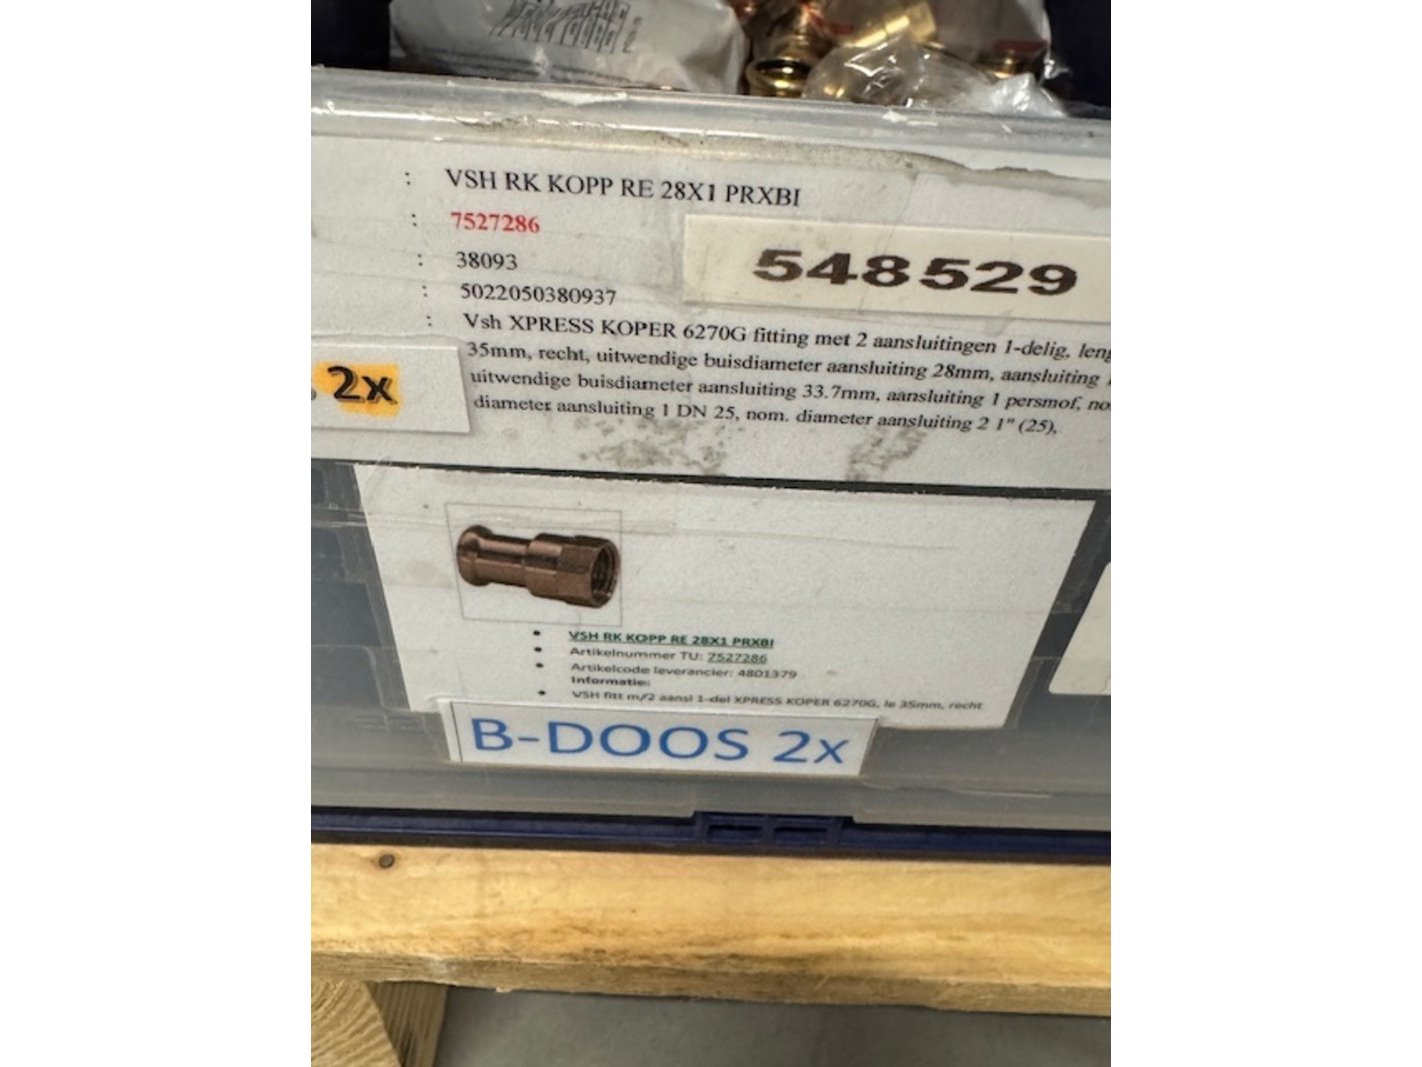 : VSH RK KOPP RE 28X1 PRXBI
: 7527286
548529
: 38093
: 5022050380937
: Vsh XPRESS KOPER 6270G fitting met 2 aansluitingen 1-delig,
35mm, recht, uitwendige buisdiameter aansluiting 28mm, aansluiting
uitwendige buisdiameter aansluiting 33.7mm, aansluiting 1 persmof,
diameter aansluiting 1 DN 25, nom. diameter aansluiting 2 1" (25),
2x
• VSH RK KOPP RE 28X1 PRXBI
• Artikelnummer TU: 7527286
• Artikelcode leverancier: 4801379
Informatie:
• VSH fitt m/2 aansl 1-del XPRESS KOPER 6270G, le 35mm, recht
B-DOOS 2x